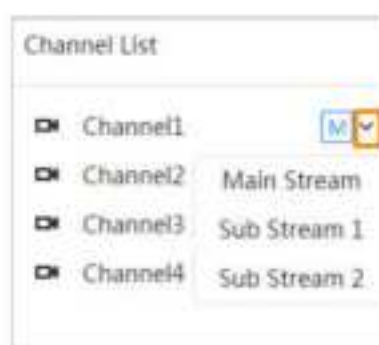 Channel List
Channel1 M
Channel2 Main Stream
Channel3 Sub Stream 1
Channel4 Sub Stream 2